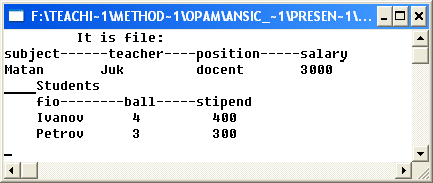 F:\TEACHI~1\METHOD~1\OPAM\ANSIC_~1\PRESEN~1\...
It is file:
subject------teacher----position-----salary
Matan       Juk         docent       3000
____Students
fio--------ball-----stipend
Ivanov      4         400
Petrov      3         300
_